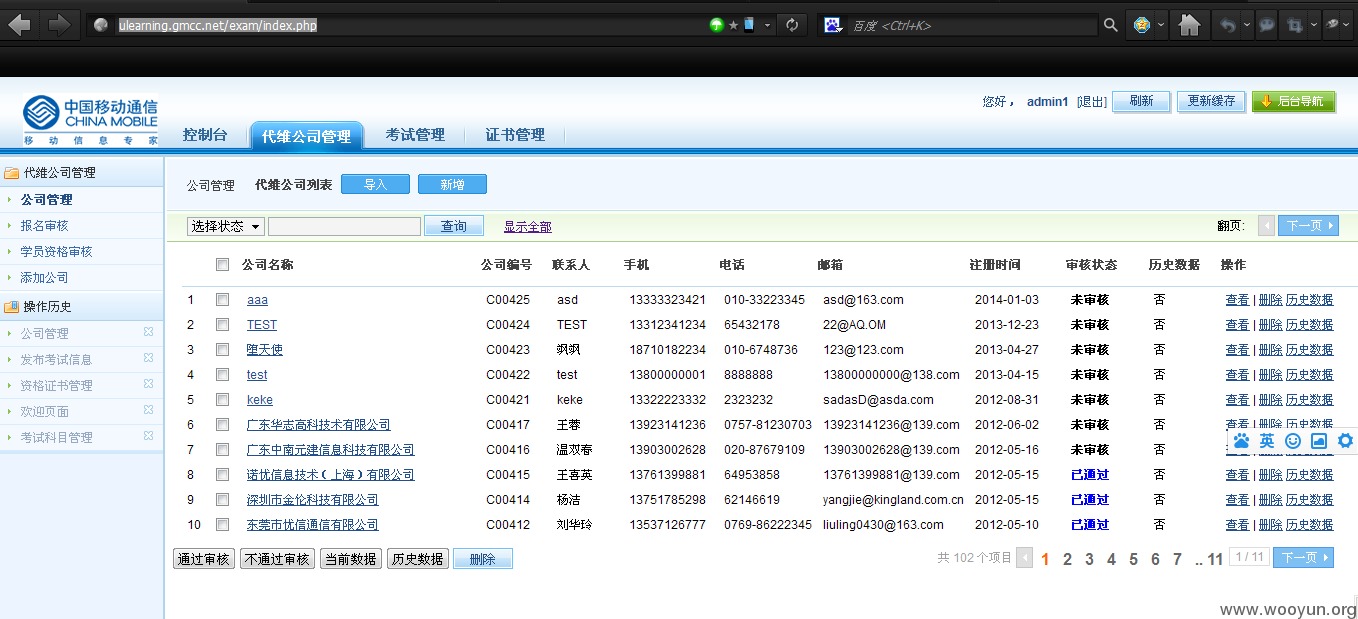 ulearning.gmcc.net/exam/index.php
百度 <Ctrl+K>
中国移动通信
CHINA MOBILE
移动信息专家
您好， admin1 [退出] 刷新 更新缓存 后台导航
控制台 代维公司管理 考试管理 证书管理
代维公司管理
公司管理
报名审核
学员资格审核
添加公司
操作历史
公司管理
发布考试信息
资格证书管理
欢迎页面
考试科目管理
公司管理 代维公司列表 导入 新增
选择状态 查询 显示全部 翻页: 下一页
公司名称 公司编号 联系人 手机 电话 邮箱 注册时间 审核状态 历史数据 操作
1 aaa C00425 asd 13333323421 010-33223345 asd@163.com 2014-01-03 未审核 否 查看 | 删除 历史数据
2 TEST C00424 TEST 13312341234 65432178 22@AQ.OM 2013-12-23 未审核 否 查看 | 删除 历史数据
3 堕天使 C00423 飒飒 18710182234 010-6748736 123@123.com 2013-04-27 未审核 否 查看 | 删除 历史数据
4 test C00422 test 13800000001 8888888 13800000000@138.com 2013-04-15 未审核 否 查看 | 删除 历史数据
5 keke C00421 keke 13322223332 2323232 sadasD@asda.com 2012-08-31 未审核 否 查看 | 删除 历史数据
6 广东华志高科技术有限公司 C00417 王蓉 13923141236 0757-81230703 13923141236@139.com 2012-06-02 未审核 否 查看 | 删除 历史数据
7 广东中南元建信息科技有限公司 C00416 温双春 13903002628 020-87679109 13903002628@139.com 2012-05-16 未审核 否
英
8 诺优信息技术（上海）有限公司 C00415 王喜英 13761399881 64953858 13761399881@139.com 2012-05-15 已通过 否 查看 | 删除 历史数据
9 深圳市金伦科技有限公司 C00414 杨洁 13751785298 62146619 yangjie@kingland.com.cn 2012-05-15 已通过 否 查看 | 删除 历史数据
10 东莞市优信通信有限公司 C00412 刘华玲 13537126777 0769-86222345 liuling0430@163.com 2012-05-10 已通过 否 查看 | 删除 历史数据
通过审核 不通过审核 当前数据 历史数据 删除 共 102 个项目 1 2 3 4 5 6 7 .. 11 1 / 11 下一页
www.wooyun.org